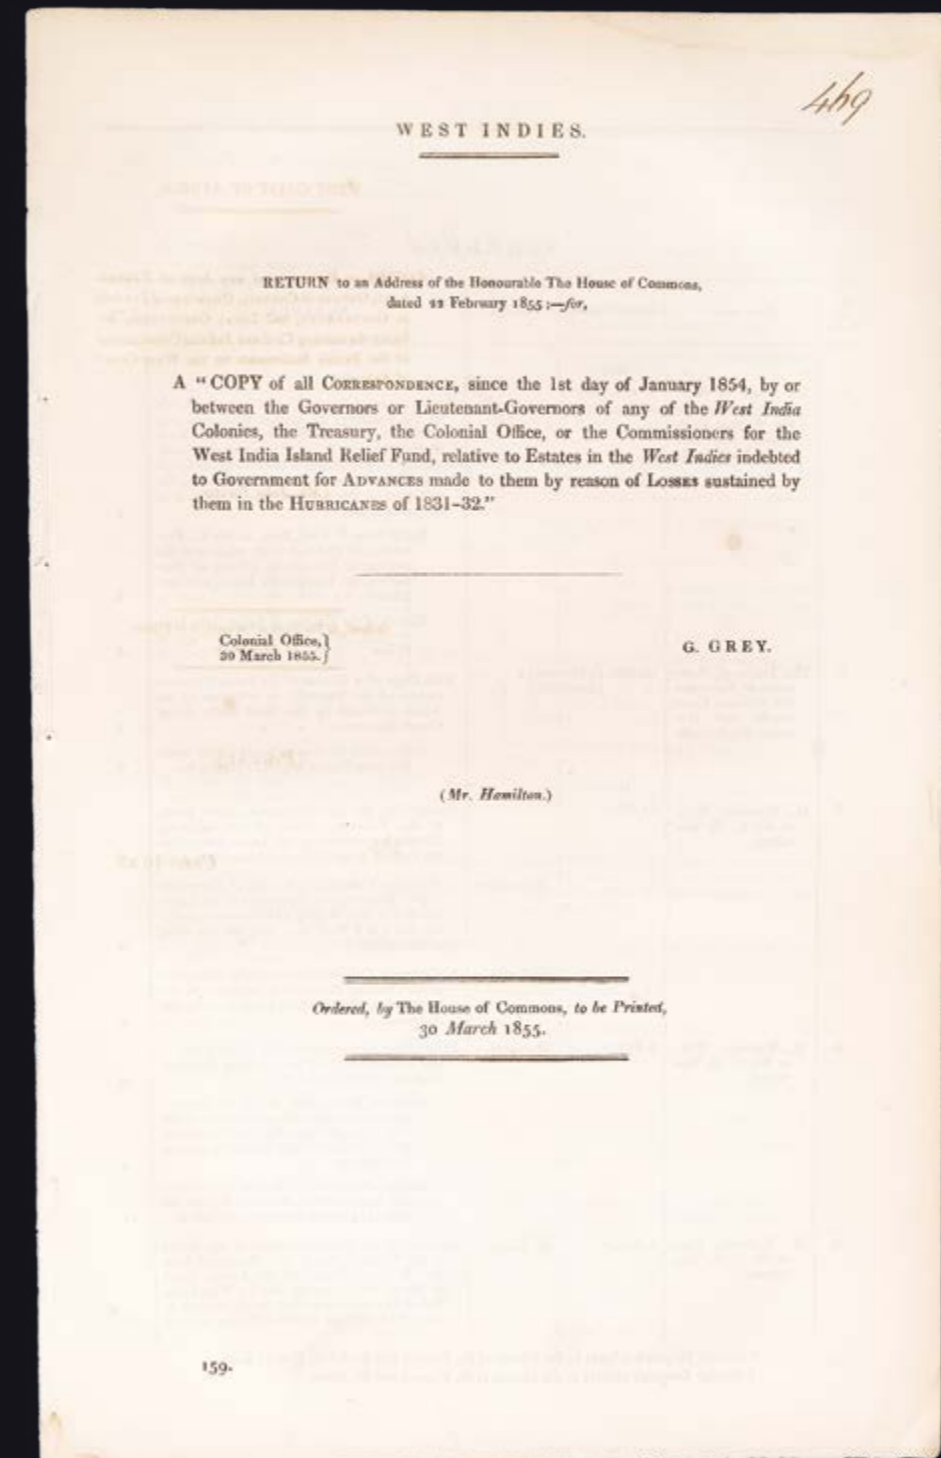 469
WEST INDIES.
RETURN to an Address of the Honourable The House of Commons,
dated 22 February 1855;—for,
A "COPY of all CORRESPONDENCE, since the 1st day of January 1854, by or
between the Governors or Lieutenant-Governors of any of the West India
Colonies, the Treasury, the Colonial Office, or the Commissioners for the
West India Island Relief Fund, relative to Estates in the West Indies indebted
to Government for ADVANCES made to them by reason of Losses sustained by
them in the HURRICANES of 1831-32."
Colonial Office,}
March 1855.}
G. GREY.
(Mr. Hamilton.)
Ordered, by The House of Commons, to be Printed,
30 March 1855.
159.